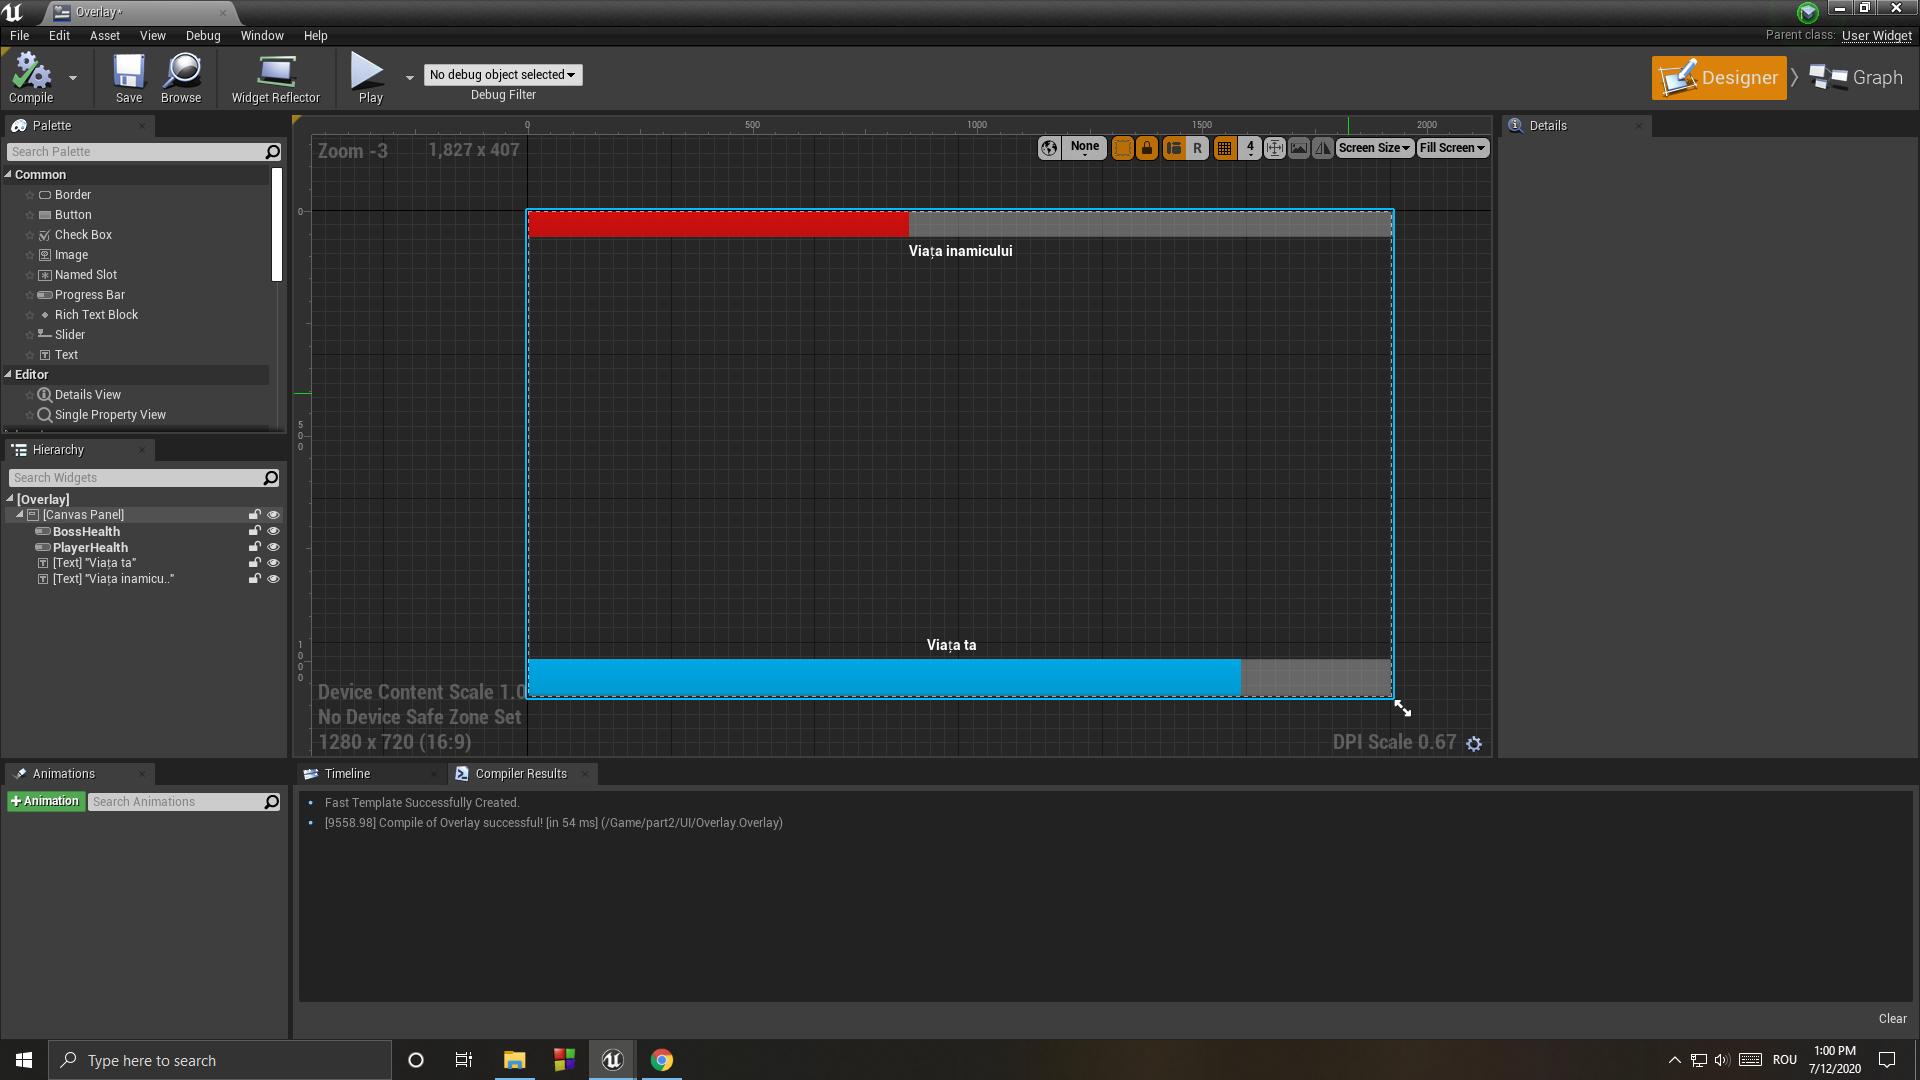 Overlay*
File Edit Asset View Debug Window Help
Parent class: User Widget
Compile
Save
Browse
Widget Reflector
Play
No debug object selected
Debug Filter
Designer
Graph
Palette
Search Palette
Common
Border
Button
Check Box
Image
Named Slot
Progress Bar
Rich Text Block
Slider
Text
Editor
Details View
Single Property View
Hierarchy
Search Widgets
[Overlay]
[Canvas Panel]
BossHealth
PlayerHealth
[Text] "Viața ta"
[Text] "Viața inamicu.."
0 500 1000 1500 2000
Zoom -3 1,827 x 407
None R 4 Screen Size Fill Screen
0
500
1000
Viața inamicului
Viața ta
Device Content Scale 1.0
No Device Safe Zone Set
1280 x 720 (16:9)
DPI Scale 0.67
Details
Animations
+Animation
Search Animations
Timeline
Compiler Results
• Fast Template Successfully Created.
• [9558.98] Compile of Overlay successful! [in 54 ms] (/Game/part2/UI/Overlay.Overlay)
Clear
Type here to search
ROU
1:00 PM
7/12/2020